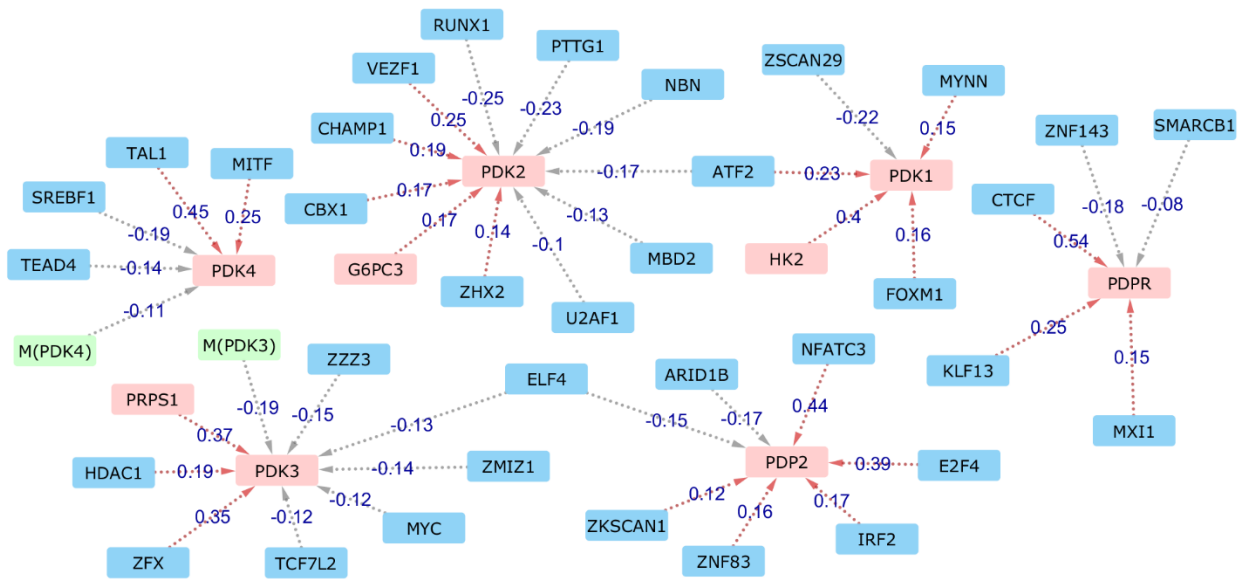 RUNX1
PTTG1
VEZF1
ZSCAN29
NBN
MYNN
-0.25
-0.23
0.25
CHAMP1
-0.19
-0.22
0.15
ZNF143
SMARCB1
TAL1
MITF
0.19
PDK2
-0.17
ATF2
0.23
PDK1
SREBF1
0.45
0.25
CBX1
0.17
-0.13
CTCF
-0.18
-0.08
-0.19
0.17
0.14
-0.1
0.4
0.16
0.54
TEAD4
-0.14
PDK4
G6PC3
MBD2
HK2
PDPR
ZHX2
FOXM1
-0.11
U2AF1
0.25
M(PDK4)
M(PDK3)
ZZZ3
NFATC3
0.15
ELF4
ARID1B
KLF13
PRPS1
-0.19
-0.15
-0.13
-0.15
-0.17
0.44
MXI1
0.37
HDAC1
0.19
PDK3
-0.14
ZMIZ1
PDP2
0.39
E2F4
0.35
-0.12
-0.12
0.12
0.16
0.17
MYC
ZKSCAN1
IRF2
ZFX
TCF7L2
ZNF83